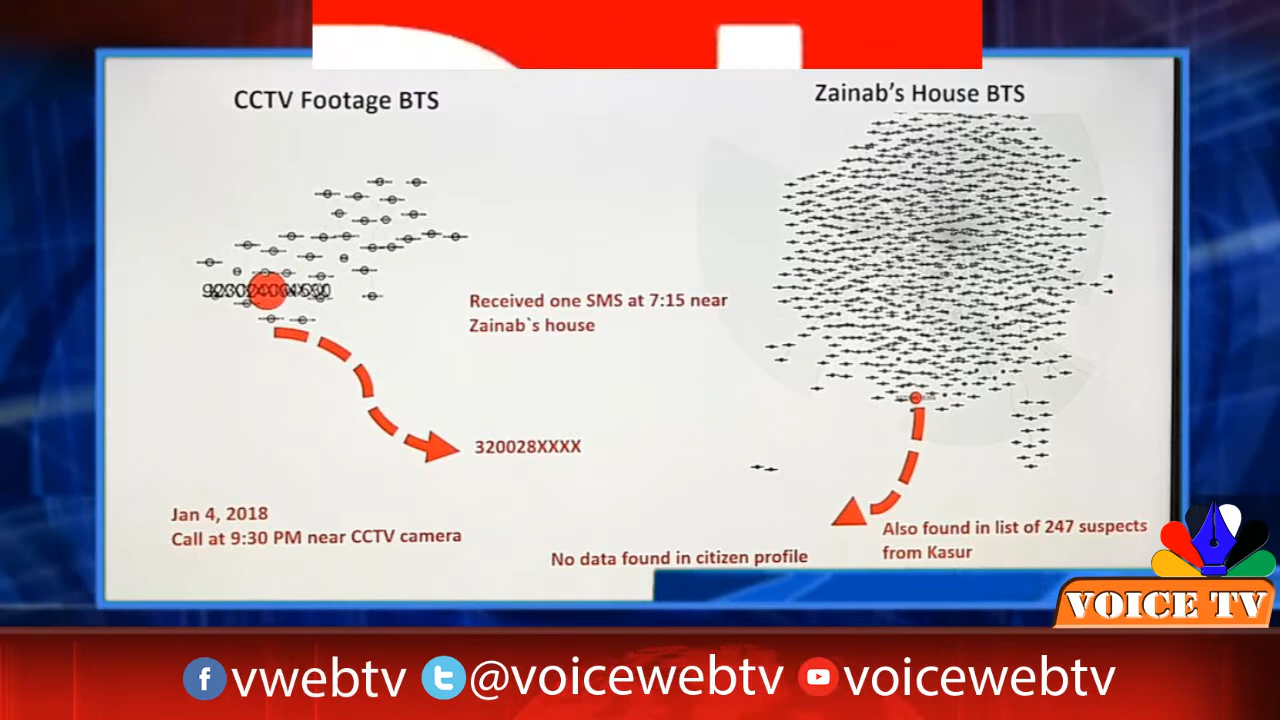 CCTV Footage BTS
Zainab's House BTS
Received one SMS at 7:15 near
Zainab`s house
320028XXXX
Jan 4, 2018
Call at 9:30 PM near CCTV camera
Also found in list of 247 suspects
from Kasur
No data found in citizen profile
VOICE TV
vwebtv
@voicewebtv
voicewebtv